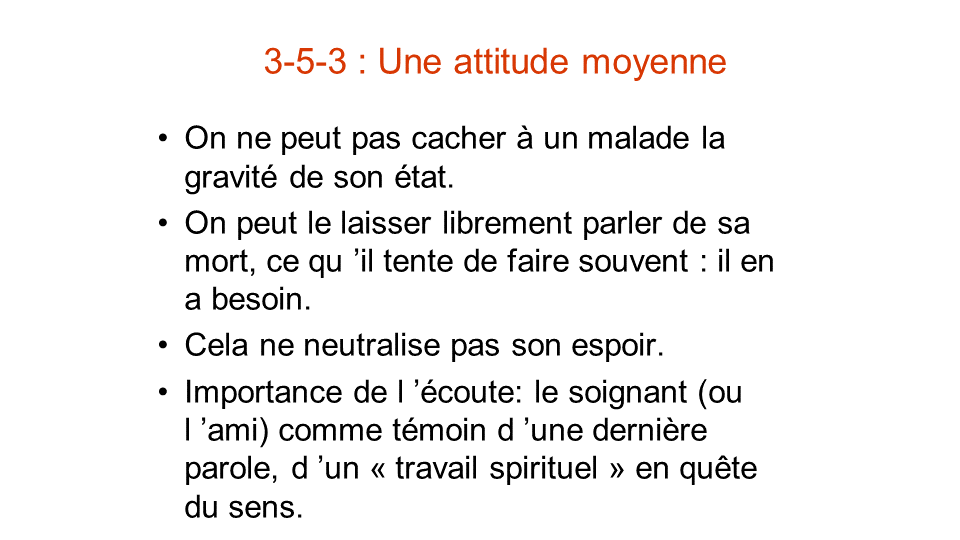 3-5-3 : Une attitude moyenne
• On ne peut pas cacher à un malade la
gravité de son état.
• On peut le laisser librement parler de sa
mort, ce qu ’il tente de faire souvent : il en
a besoin.
• Cela ne neutralise pas son espoir.
• Importance de l ’écoute: le soignant (ou
l ’ami) comme témoin d ’une dernière
parole, d ’un « travail spirituel » en quête
du sens.